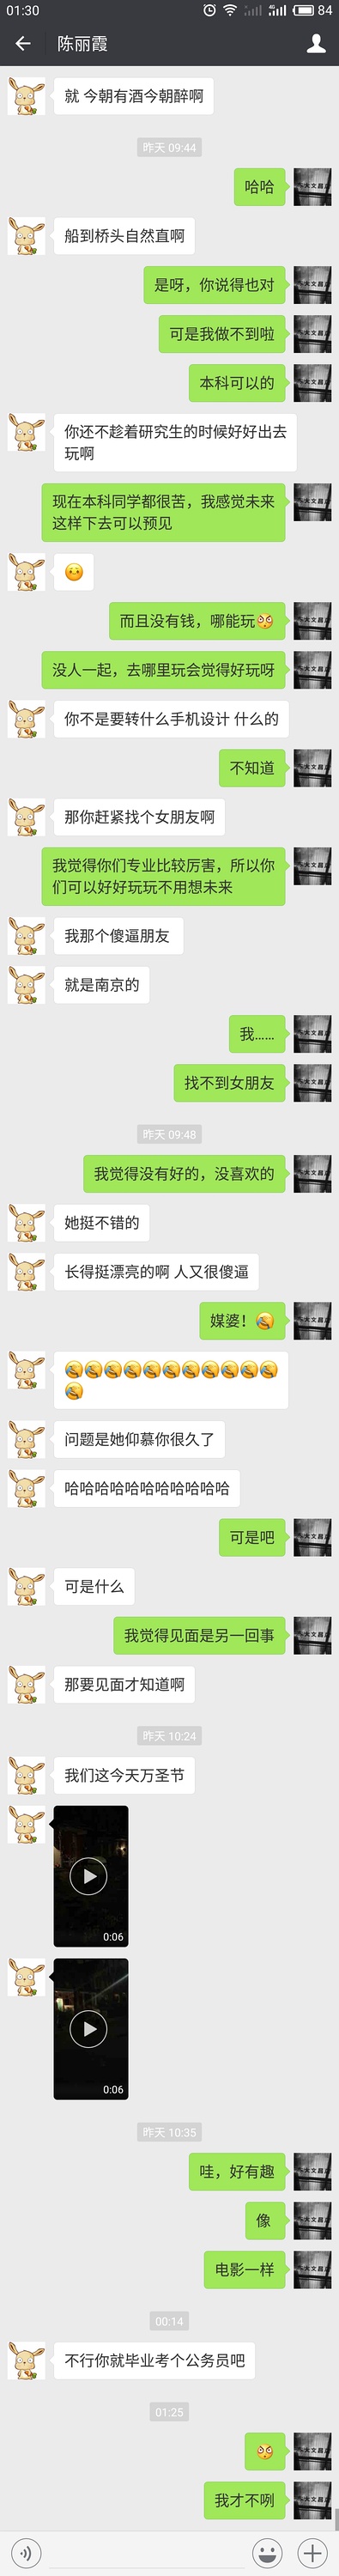 01:30
84
陈丽霞
就 今朝有酒今朝醉啊
昨天 09:44
哈哈
船到桥头自然直啊
是呀，你说得也对
可是我做不到啦
本科可以的
你还不趁着研究生的时候好好出去
玩啊
现在本科同学都很苦，我感觉未来
这样下去可以预见
而且没有钱，哪能玩
没人一起，去哪里玩会觉得好玩呀
你不是要转什么手机设计 什么的
不知道
那你赶紧找个女朋友啊
我觉得你们专业比较厉害，所以你
们可以好好玩玩不用想未来
我那个傻逼朋友
就是南京的
我……
找不到女朋友
昨天 09:48
我觉得没有好的，没喜欢的
她挺不错的
长得挺漂亮的啊 人又很傻逼
媒婆！
问题是她仰慕你很久了
哈哈哈哈哈哈哈哈哈哈哈
可是吧
可是什么
我觉得见面是另一回事
那要见面才知道啊
昨天 10:24
我们这今天万圣节
0:06
0:06
昨天 10:35
哇，好有趣
像
电影一样
00:14
不行你就毕业考个公务员吧
01:25
我才不咧